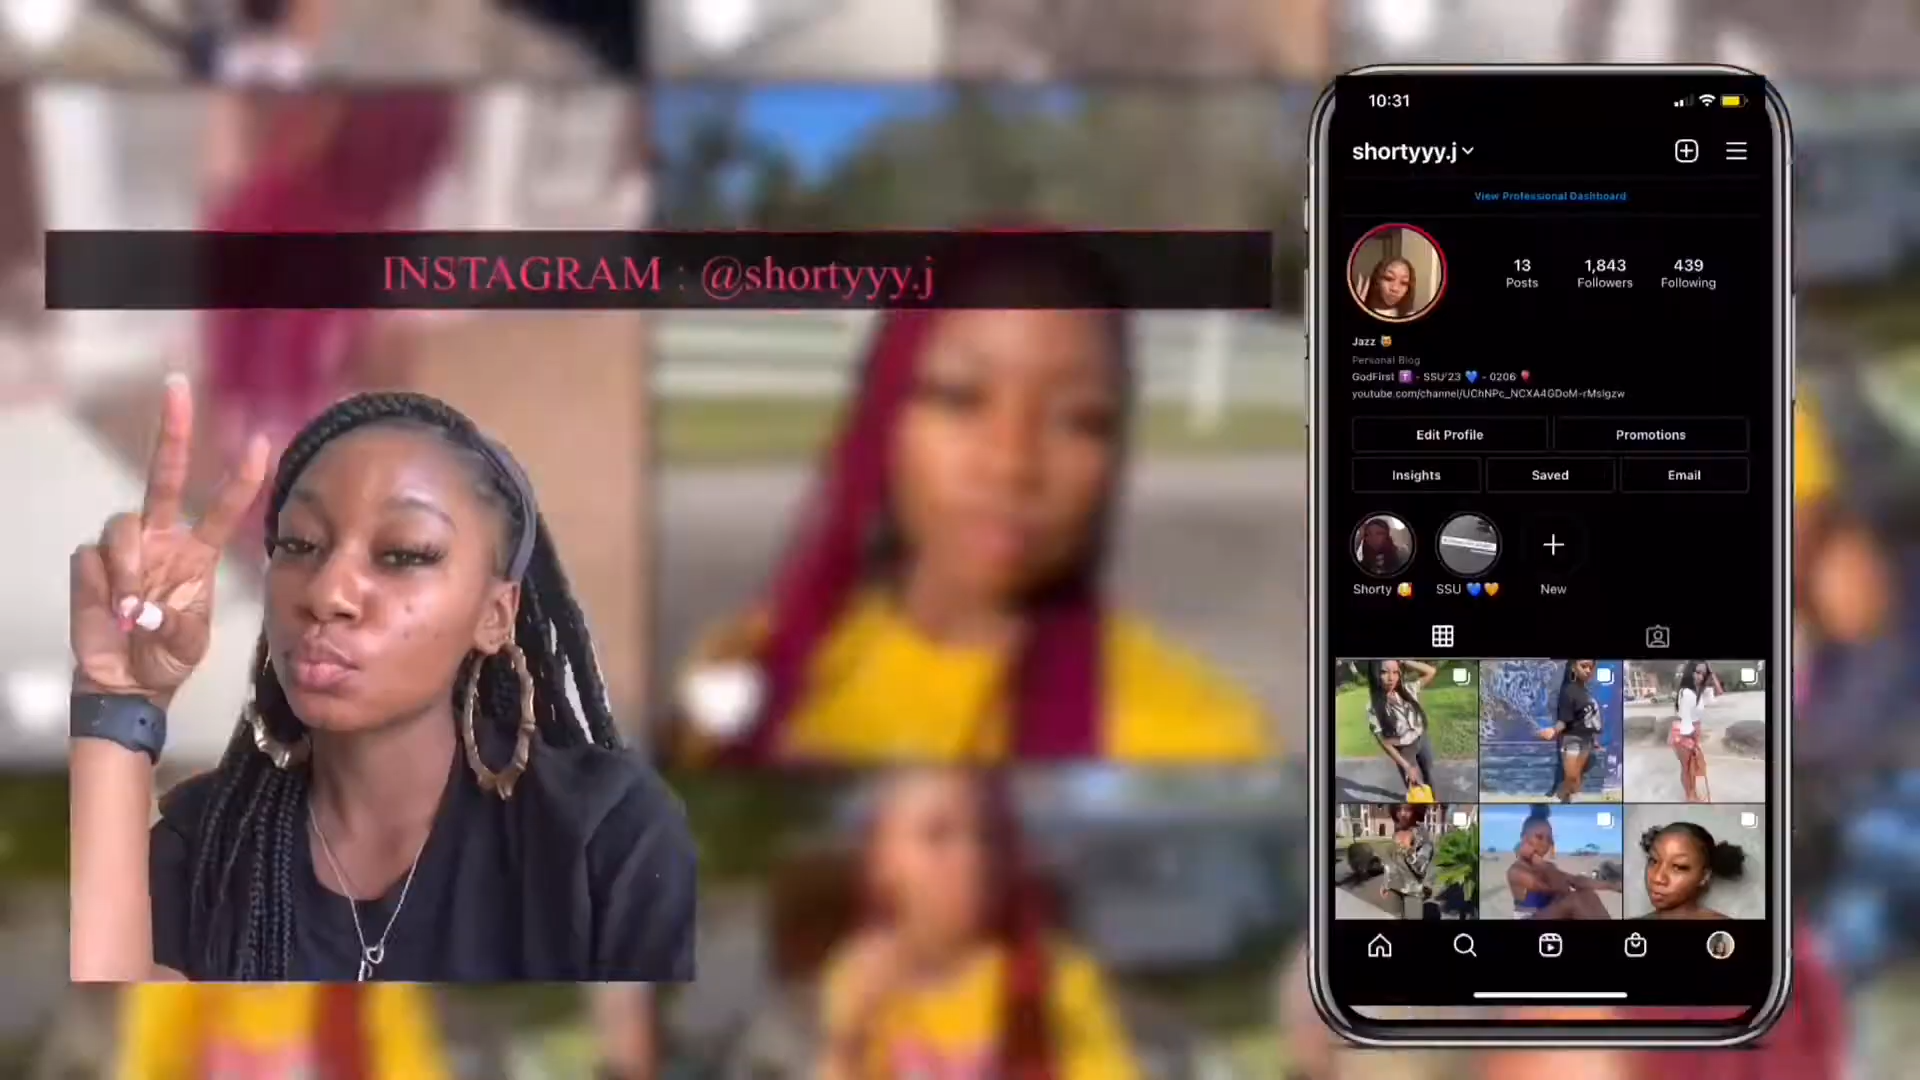 INSTAGRAM : @shortyyy.j
10:31
shortyyy.j
View Professional Dashboard
13 1,843 439
Posts Followers Following
Jazz 😼
Personal Blog
GodFirst ✝️ - SSU'23 💙 - 0206 🎈
youtube.com/channel/UChNPc_NCXA4GDoM-rMslgzw
Edit Profile Promotions
Insights Saved Email
Shorty 🥰 SSU 💙💛 New